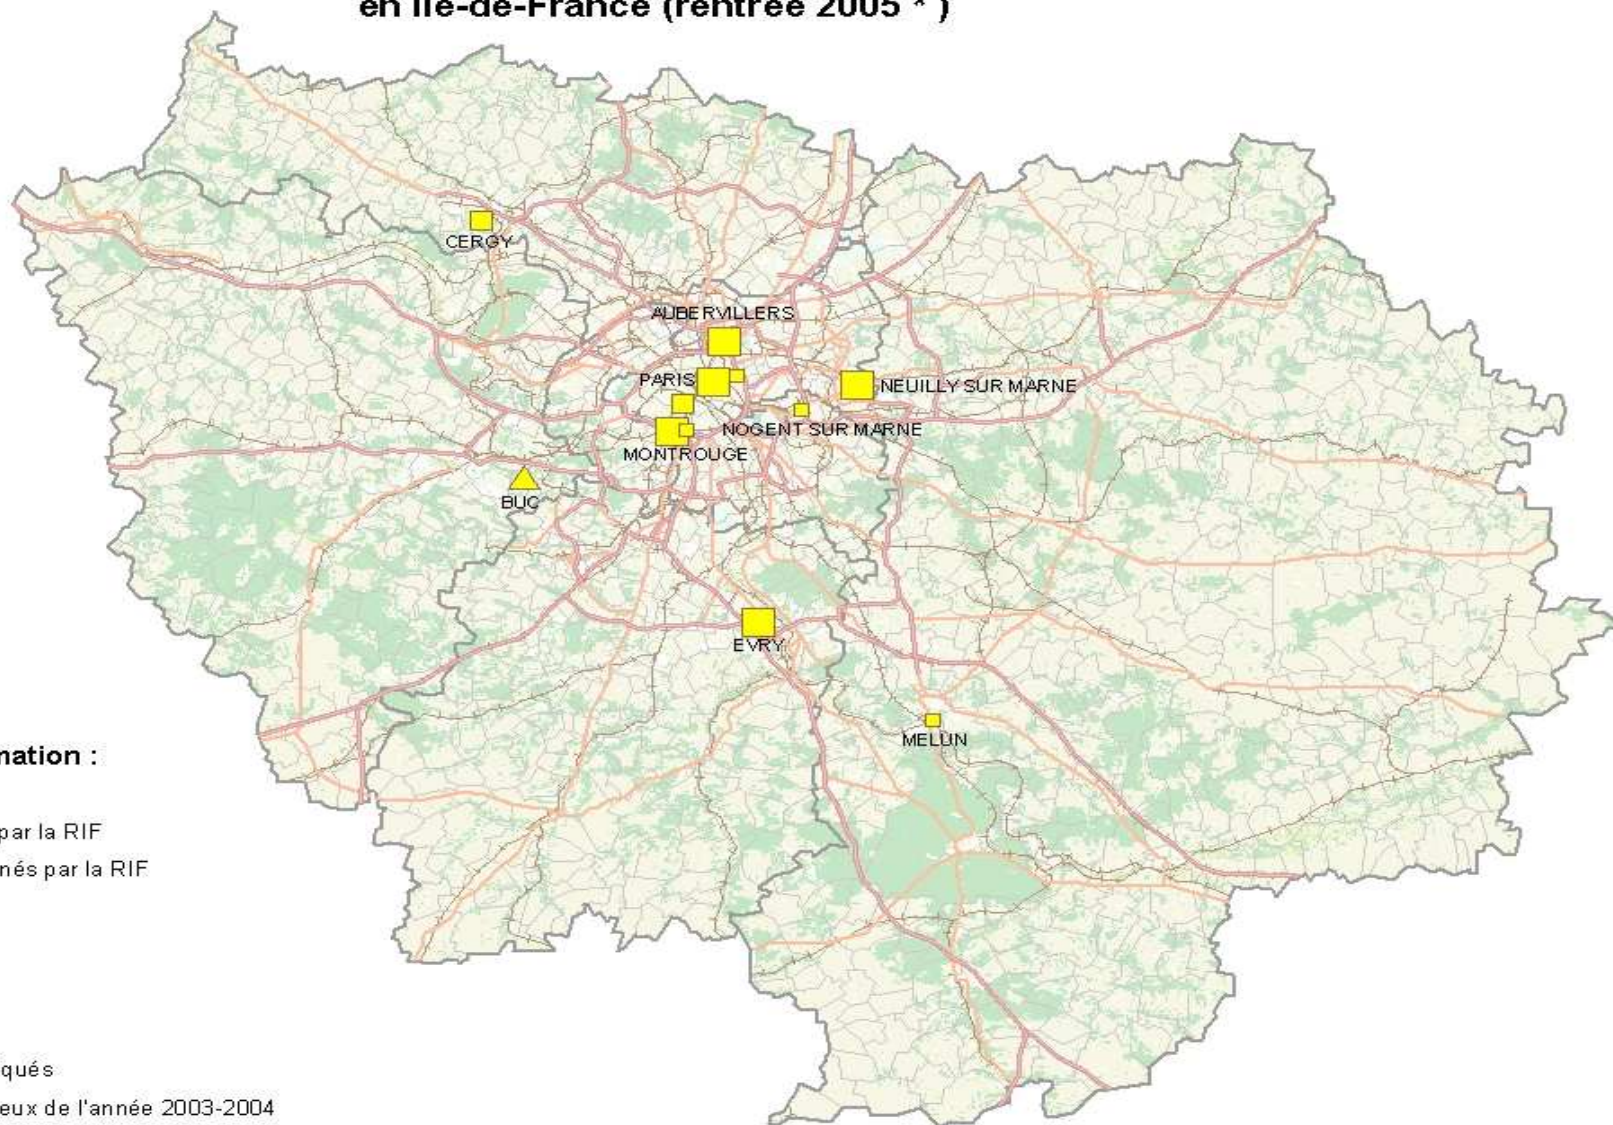 en Ile-de-France (rentrée 2005 * )
CERGY
AUBERVILLERS
PARIS
NEUILLY SUR MARNE
NOGENT SUR MARNE
MONTROUGE
BUC
EVRY
MELUN
mation :
par la RIF
nés par la RIF
qués
eux de l'année 2003-2004